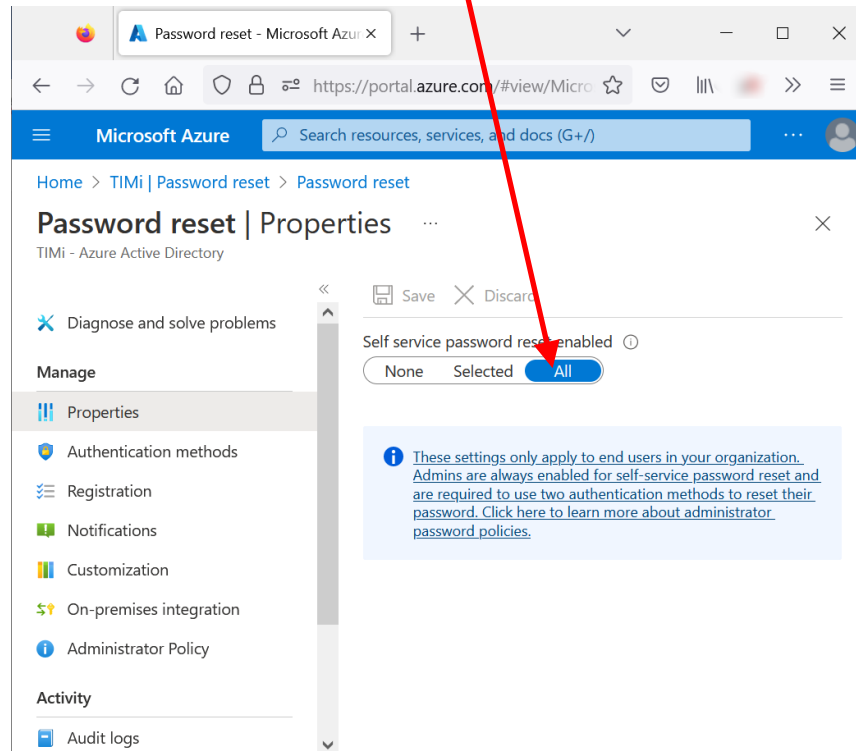 Password reset - Microsoft Azur
https://portal.azure.com/#view/Micro
Microsoft Azure
Search resources, services, and docs (G+/)
Home > TIMi | Password reset > Password reset
Password reset | Properties ...
TIMi - Azure Active Directory
Save
Discard
Diagnose and solve problems
Self service password reset enabled
Manage
None Selected All
Properties
Authentication methods
Registration
Notifications
Customization
On-premises integration
Administrator Policy
Activity
Audit logs
These settings only apply to end users in your organization.
Admins are always enabled for self-service password reset and
are required to use two authentication methods to reset their
password. Click here to learn more about administrator
password policies.